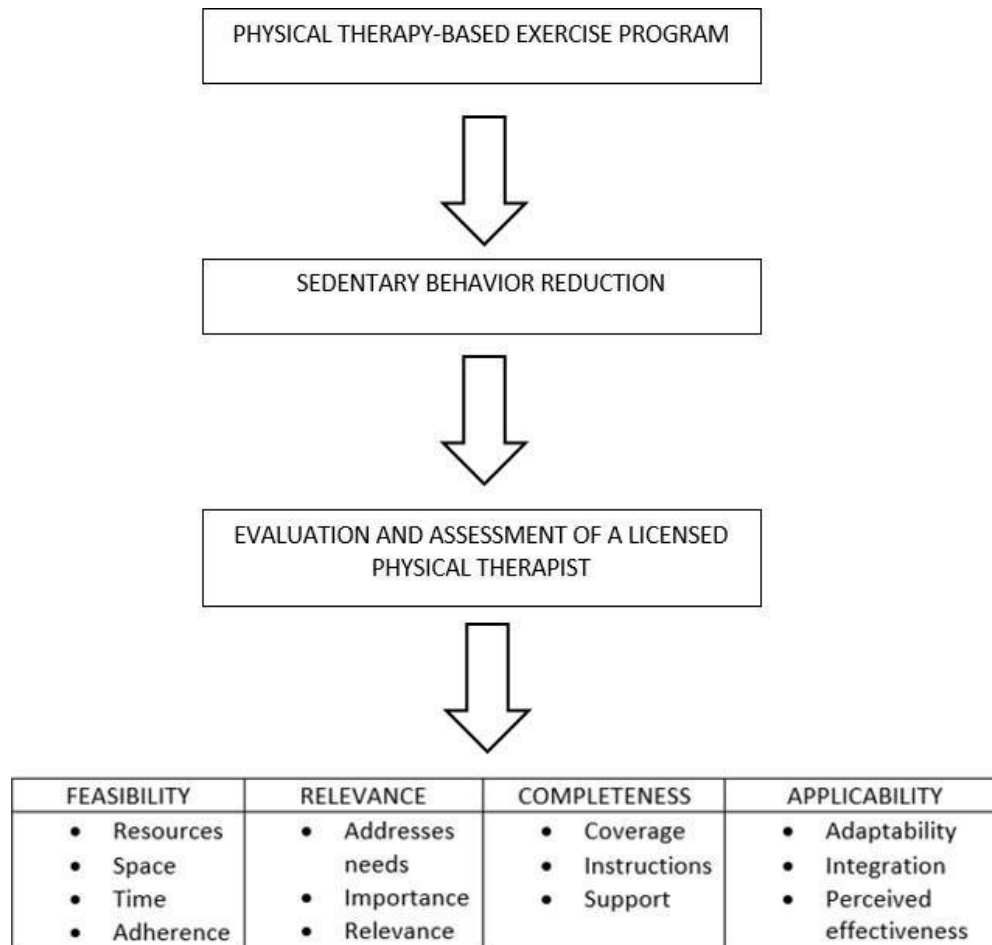 PHYSICAL THERAPY-BASED EXERCISE PROGRAM
SEDENTARY BEHAVIOR REDUCTION
EVALUATION AND ASSESSMENT OF A LICENSED
PHYSICAL THERAPIST
FEASIBILITY
• Resources
• Space
• Time
• Adherence
RELEVANCE
• Addresses
needs
• Importance
• Relevance
COMPLETENESS
• Coverage
• Instructions
• Support
APPLICABILITY
• Adaptability
• Integration
• Perceived
effectiveness